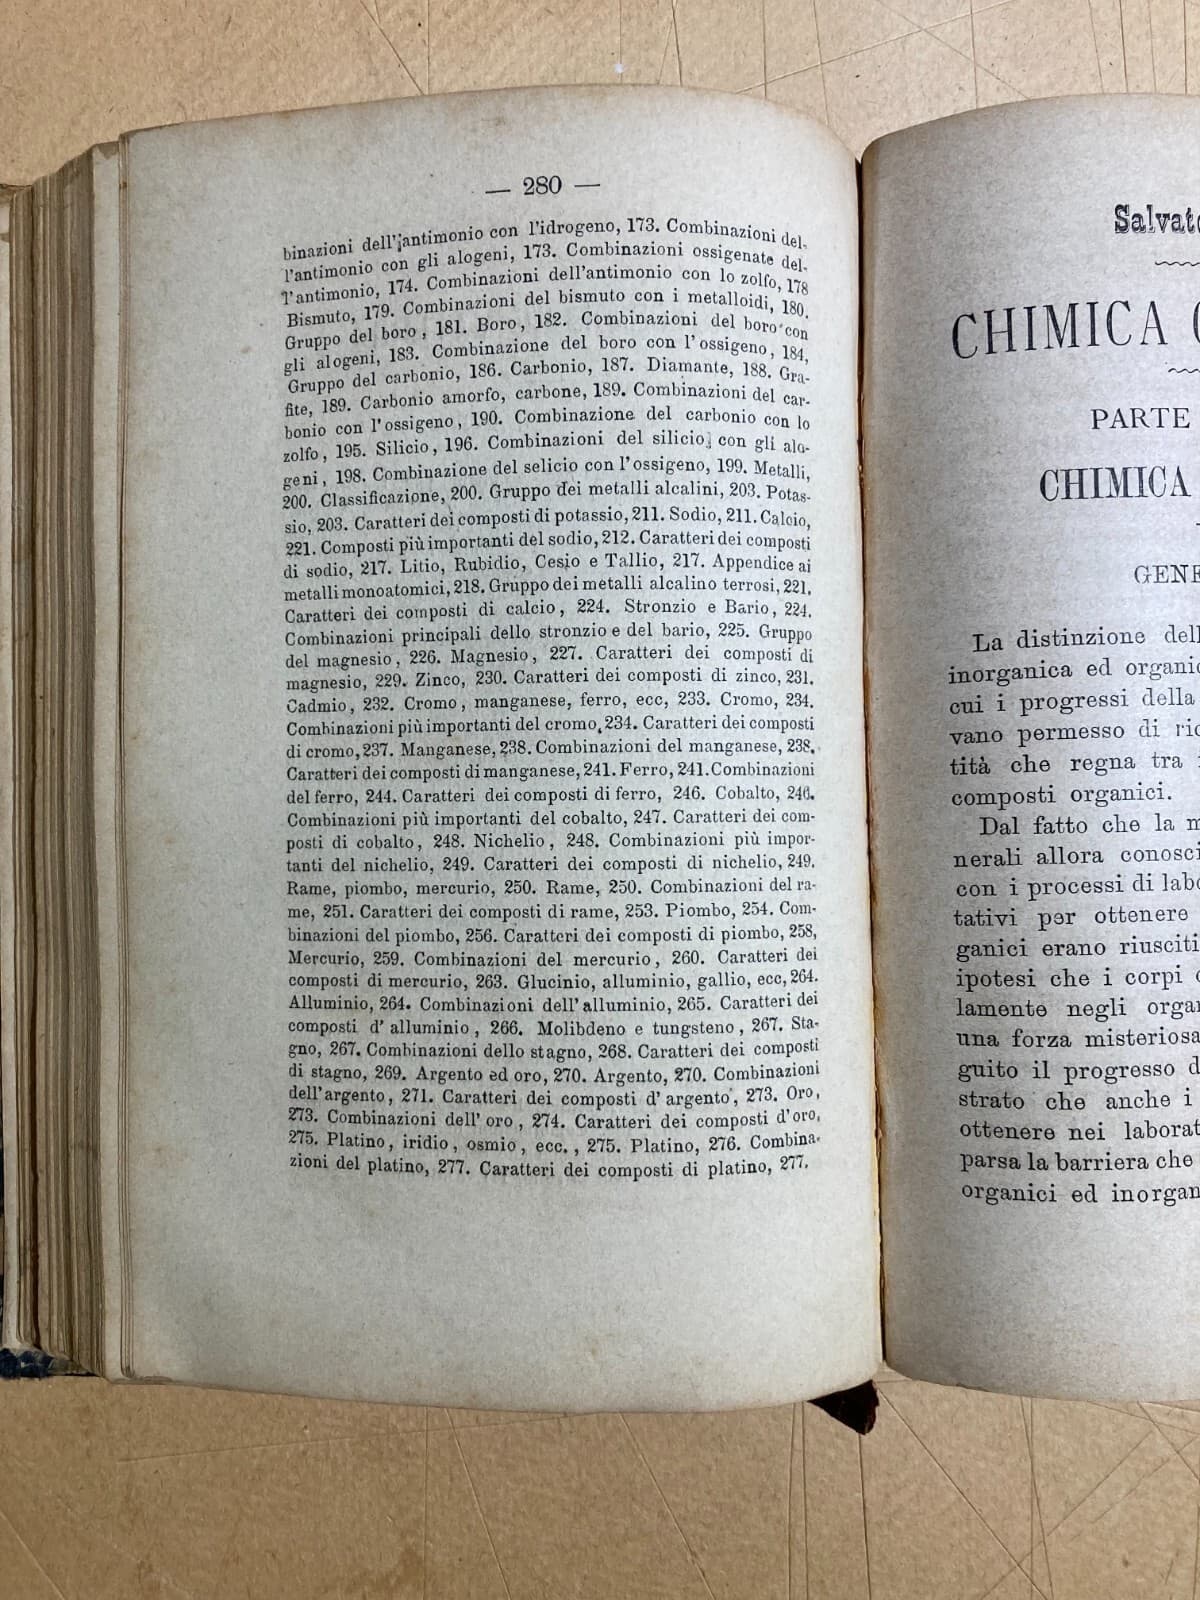 — 280 —
binazioni dell'antimonio con l'idrogeno, 173. Combinazioni del-
l'antimonio con gli alogeni, 173. Combinazioni ossigenate del-
l'antimonio, 174. Combinazioni dell'antimonio con lo zolfo, 178
Bismuto, 179. Combinazioni del bismuto con i metalloidi, 180.
Gruppo del boro, 181. Boro, 182. Combinazioni del boro con
gli alogeni, 183. Combinazione del boro con l'ossigeno, 184,
Gruppo del carbonio, 186. Carbonio, 187. Diamante, 188. Gra-
fite, 189. Carbonio amorfo, carbone, 189. Combinazioni del car-
bonio con l'ossigeno, 190. Combinazione del carbonio con lo
zolfo, 195. Silicio, 196. Combinazioni del silicio con gli alo-
geni, 198. Combinazione del selicio con l'ossigeno, 199. Metalli,
200. Classificazione, 200. Gruppo dei metalli alcalini, 203. Potas-
sio, 203. Caratteri dei composti di potassio, 211. Sodio, 211. Calcio,
221. Composti più importanti del sodio, 212. Caratteri dei composti
di sodio, 217. Litio, Rubidio, Cesio e Tallio, 217. Appendice ai
metalli monoatomici, 218. Gruppo dei metalli alcalino terrosi, 221.
Caratteri dei composti di calcio, 224. Stronzio e Bario, 224.
Combinazioni principali dello stronzio e del bario, 225. Gruppo
del magnesio, 226. Magnesio, 227. Caratteri dei composti di
magnesio, 229. Zinco, 230. Caratteri dei composti di zinco, 231.
Cadmio, 232. Cromo, manganese, ferro, ecc, 233. Cromo, 234.
Combinazioni più importanti del cromo, 234. Caratteri dei composti
di cromo, 237. Manganese, 238. Combinazioni del manganese, 238.
Caratteri dei composti di manganese, 241. Ferro, 241. Combinazioni
del ferro, 244. Caratteri dei composti di ferro, 246. Cobalto, 246.
Combinazioni più importanti del cobalto, 247. Caratteri dei com-
posti di cobalto, 248. Nichelio, 248. Combinazioni più impor-
tanti del nichelio, 249. Caratteri dei composti di nichelio, 249.
Rame, piombo, mercurio, 250. Rame, 250. Combinazioni del ra-
me, 251. Caratteri dei composti di rame, 253. Piombo, 254. Com-
binazioni del piombo, 256. Caratteri dei composti di piombo, 258,
Mercurio, 259. Combinazioni del mercurio, 260. Caratteri dei
composti di mercurio, 263. Glucinio, alluminio, gallio, ecc, 264.
Alluminio, 264. Combinazioni dell'alluminio, 265. Caratteri dei
composti d'alluminio, 266. Molibdeno e tungsteno, 267. Sta-
gno, 267. Combinazioni dello stagno, 268. Caratteri dei composti
di stagno, 269. Argento ed oro, 270. Argento, 270. Combinazioni
dell'argento, 271. Caratteri dei composti d'argento, 273. Oro,
273. Combinazioni dell'oro, 274. Caratteri dei composti d'oro,
275. Platino, iridio, osmio, ecc., 275. Platino, 276. Combina-
zioni del platino, 277. Caratteri dei composti di platino, 277.
Salvato
CHIMICA
PARTE
CHIMICA
GENE
La distinzione dell
inorganica ed organic
cui i progressi della
vano permesso di ric
tità che regna tra
composti organici.
Dal fatto che la m
nerali allora conosci
con i processi di labo
tativi per ottenere
ganici erano riusciti
ipotesi che i corpi
lamente negli organ
una forza misteriosa
guito il progresso d
strato che anche i
ottenere nei laborat
parsa la barriera che
organici ed inorgan